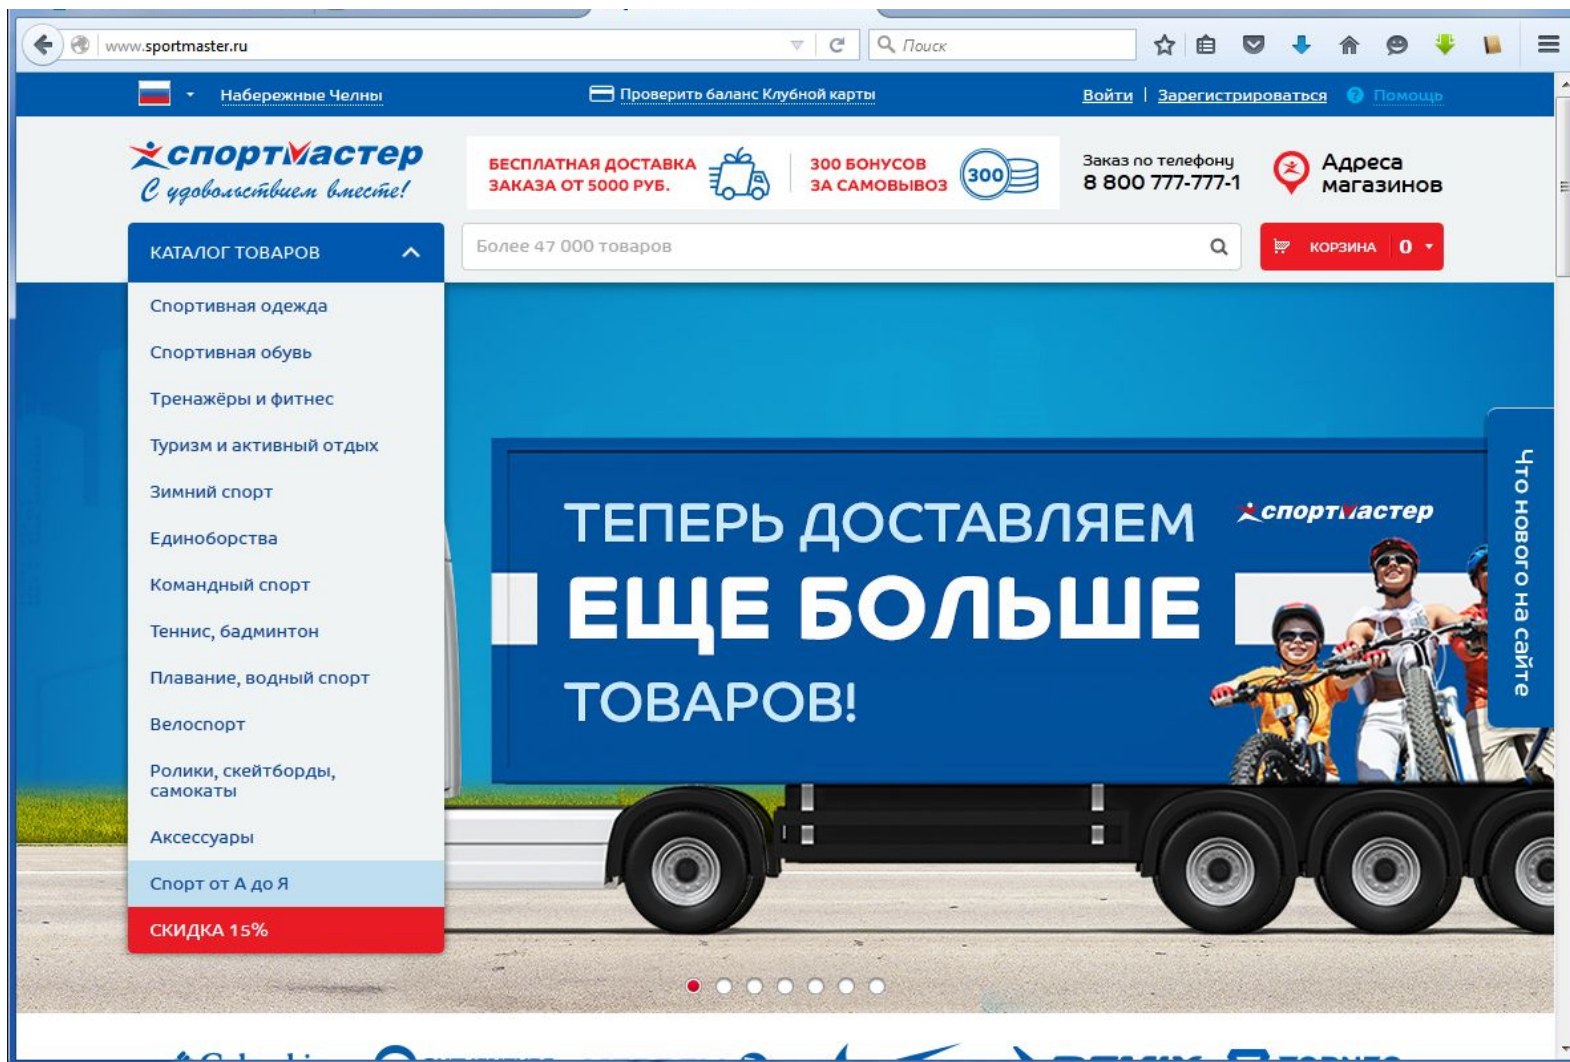 www.sportmaster.ru
Поиск
Набережные Челны
Проверить баланс Клубной карты
Войти | Зарегистрироваться
Помощь
спортмастер
С удовольствием вместе!
БЕСПЛАТНАЯ ДОСТАВКА
ЗАКАЗА ОТ 5000 РУБ.
300 БОНУСОВ
ЗА САМОВЫВОЗ
300
Заказ по телефону
8 800 777-777-1
Адреса
магазинов
КАТАЛОГ ТОВАРОВ
Более 47 000 товаров
КОРЗИНА 0
Спортивная одежда
Спортивная обувь
Тренажёры и фитнес
Туризм и активный отдых
Зимний спорт
Единоборства
Командный спорт
Теннис, бадминтон
Плавание, водный спорт
Велоспорт
Ролики, скейтборды,
самокаты
Аксессуары
Спорт от А до Я
СКИДКА 15%
ТЕПЕРЬ ДОСТАВЛЯЕМ
ЕЩЕ БОЛЬШЕ
ТОВАРОВ!
спортмастер
Что нового на сайте